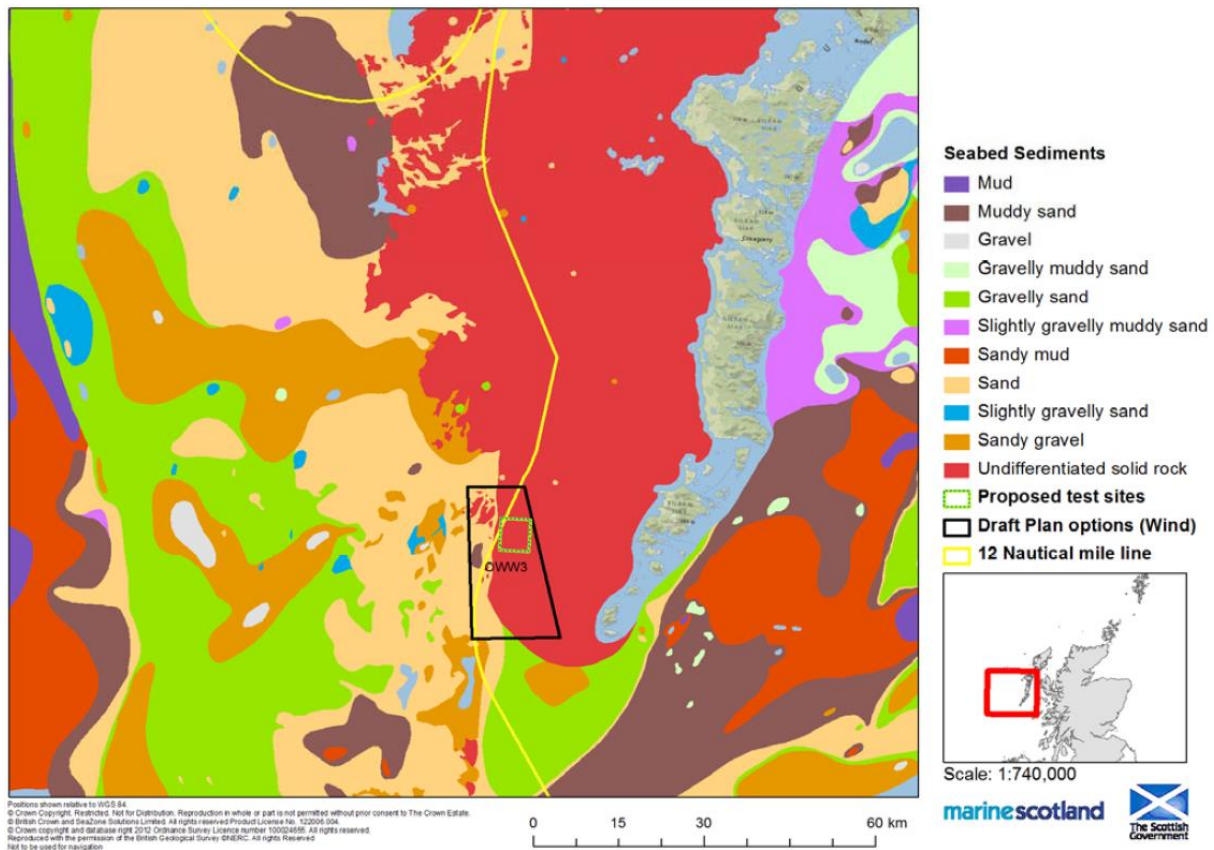 Seabed Sediments
Mud
Muddy sand
Gravel
Gravelly muddy sand
Gravelly sand
Slightly gravelly muddy sand
Sandy mud
Sand
Slightly gravelly sand
Sandy gravel
Undifferentiated solid rock
Proposed test sites
Draft Plan options (Wind)
12 Nautical mile line
OWW3
Scale: 1:740,000
marinescotland
The Scottish
Government
Positions shown relative to WGS 84.
© Crown Copyright. Restricted. Not for Distribution. Reproduction in whole or part is not permitted without prior consent to The Crown Estate.
© British Crown and SeaZone Solutions Limited. All rights reserved Product License No. 122006.004.
© Crown copyright and database right 2012 Ordnance Survey Licence number 100024655. All rights reserved.
Reproduced with the permission of the British Geological Survey ©NERC. All rights Reserved
Not to be used for navigation
0 15 30 60 km